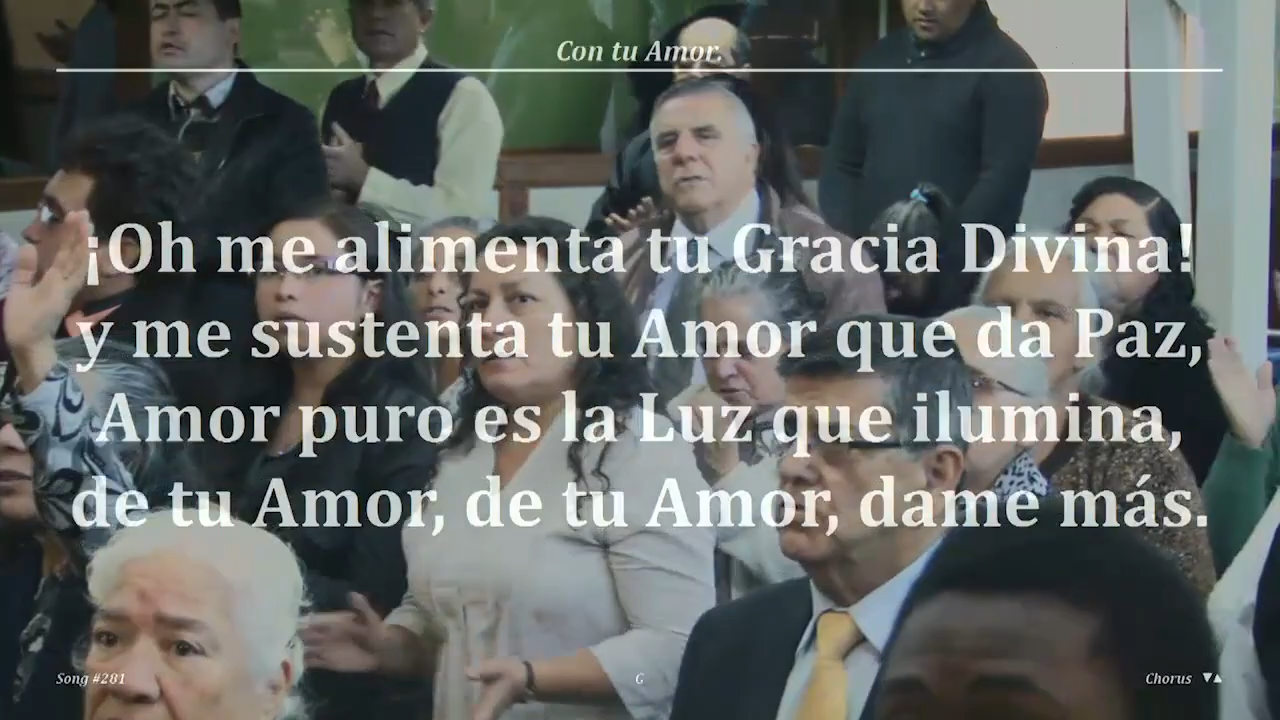 Con tu Amor.
¡Oh me alimenta tu Gracia Divina!
y me sustenta tu Amor que da Paz,
Amor puro es la Luz que ilumina,
de tu Amor, de tu Amor, dame más.
Song #281 G Chorus ▼▲